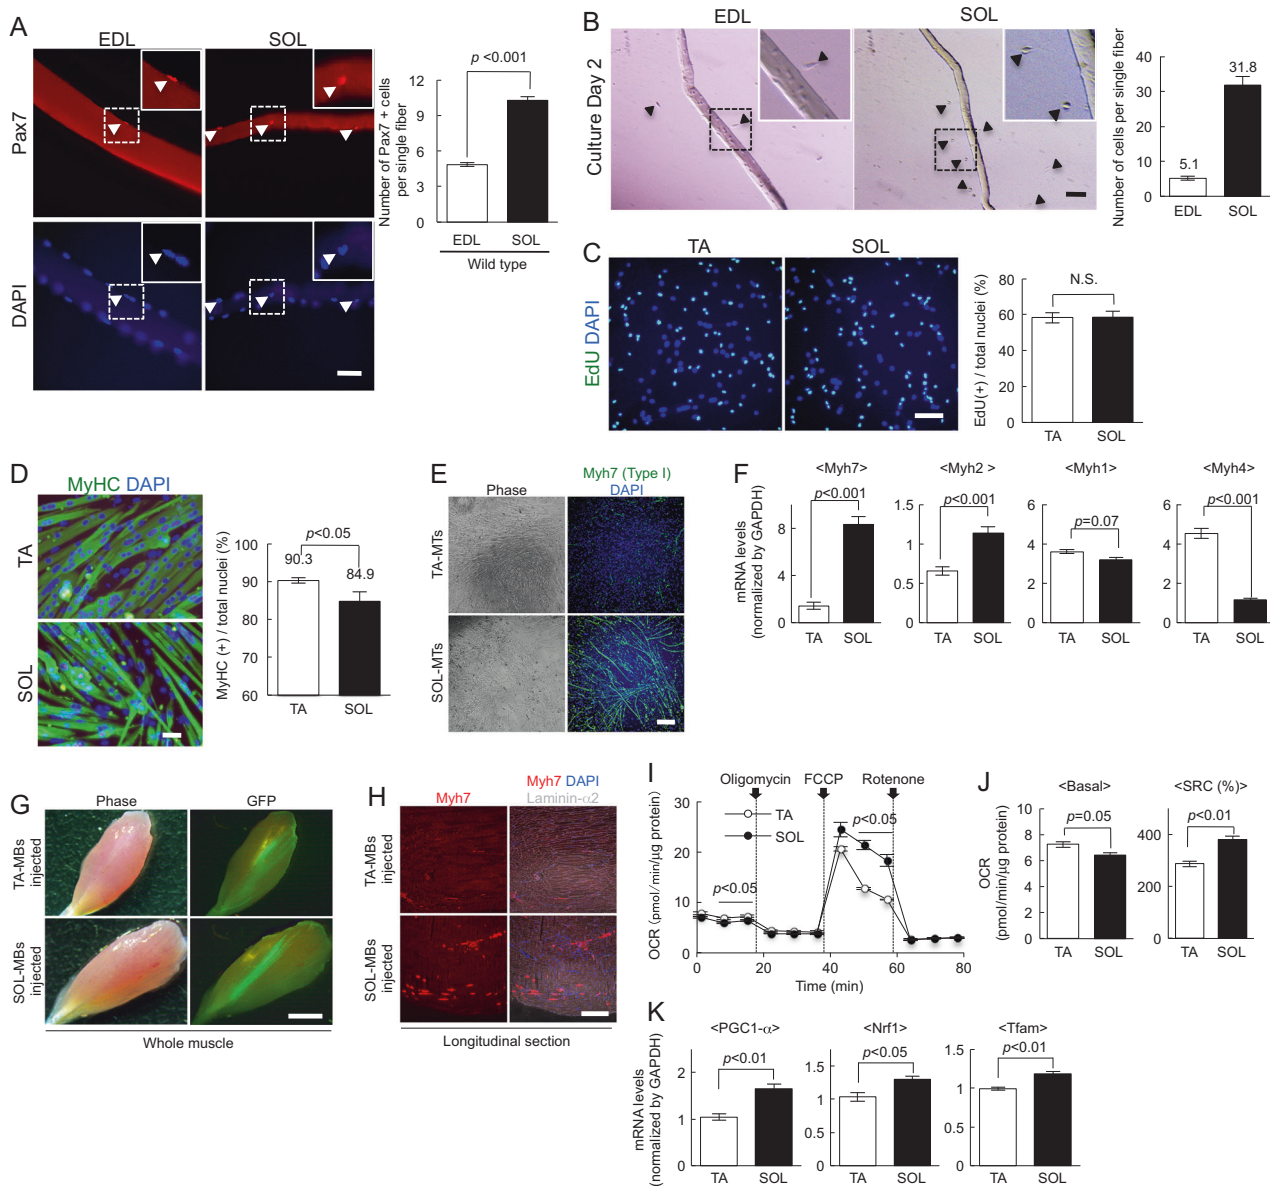 A
EDL
SOL
Pax7
DAPI
Number of Pax7 + cells
per single fiber
p <0.001
12
9
6
3
0
EDL
SOL
Wild type
B
EDL
SOL
Culture Day 2
Number of cells per single fiber
40
30
20
10
0
5.1
31.8
EDL
SOL
C
TA
SOL
EdU DAPI
EdU(+) / total nuclei (%)
N.S.
80
60
40
20
0
TA
SOL
D
MyHC DAPI
TA
SOL
MyHC (+) / total nuclei (%)
p<0.05
90.3
84.9
100
90
80
70
60
TA
SOL
E
Phase
Myh7 (Type I)
DAPI
TA-MTs
SOL-MTs
F
mRNA levels
(normalized by GAPDH)
<Myh7>
p<0.001
8
4
0
TA
SOL
<Myh2 >
p<0.001
1.5
1
0.5
0
TA
SOL
<Myh1>
p=0.07
5
4
3
2
1
0
TA
SOL
<Myh4>
p<0.001
5
4
3
2
1
0
TA
SOL
G
Phase
GFP
TA-MBs
injected
SOL-MBs
injected
Whole muscle
H
Myh7
Myh7 DAPI
Laminin-α2
TA-MBs
injected
SOL-MBs
injected
Longitudinal section
I
Oligomycin
FCCP
Rotenone
OCR (pmol/min/μg protein)
30
20
10
0
TA
SOL
p<0.05
p<0.05
0
20
40
60
80
Time (min)
J
OCR
(pmol/min/μg protein)
<Basal>
p=0.05
10
8
6
4
2
0
TA
SOL
<SRC (%)>
p<0.01
400
200
0
TA
SOL
K
mRNA levels
(normalized by GAPDH)
<PGC1-α>
p<0.01
2
1
0
TA
SOL
<Nrf1>
p<0.05
1.5
1
0.5
0
TA
SOL
<Tfam>
p<0.01
1.5
1
0.5
0
TA
SOL